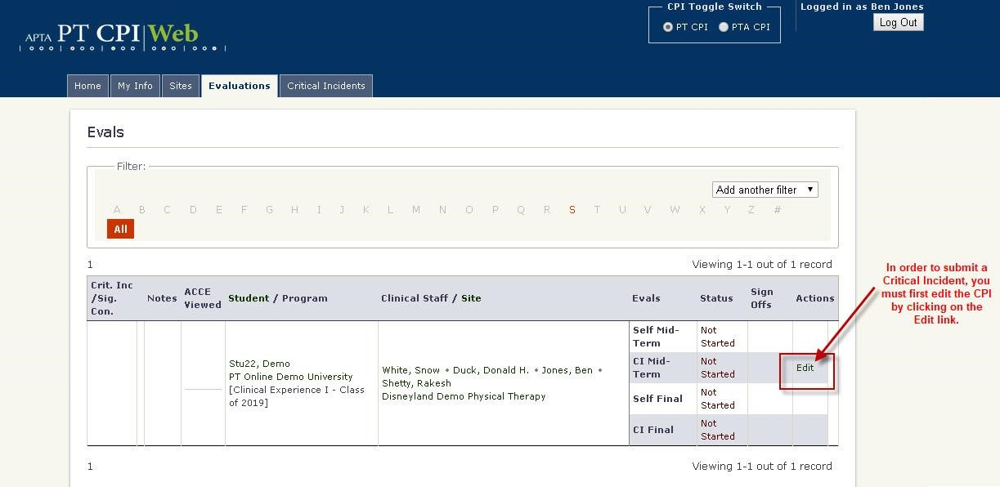 CPI Toggle Switch
Logged in as Ben Jones
APTA PT CPI|Web
PT CPI PTA CPI
Log Out
Home My Info Sites Evaluations Critical Incidents
Evals
Filter:
Add another filter
A B C D E F G H I J K L M N O P Q R S T U V W X Y Z #
All
1 Viewing 1-1 out of 1 record
In order to submit a
Critical Incident, you
must first edit the CPI
by clicking on the
Edit link.
Crit. Inc
/Sig.
Con.
Notes
ACCE
Viewed
Student / Program
Clinical Staff / Site
Evals
Status
Sign
Offs
Actions
Stu22, Demo
PT Online Demo University
[Clinical Experience I - Class
of 2019]
White, Snow • Duck, Donald H. • Jones, Ben •
Shetty, Rakesh
Disneyland Demo Physical Therapy
Self Mid-
Term
Not
Started
CI Mid-
Term
Not
Started
Edit
Self Final
Not
Started
CI Final
Not
Started
1 Viewing 1-1 out of 1 record